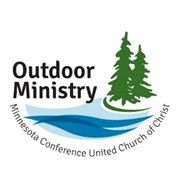 Outdoor
Ministry
Minnesota Conference United Church of Christ